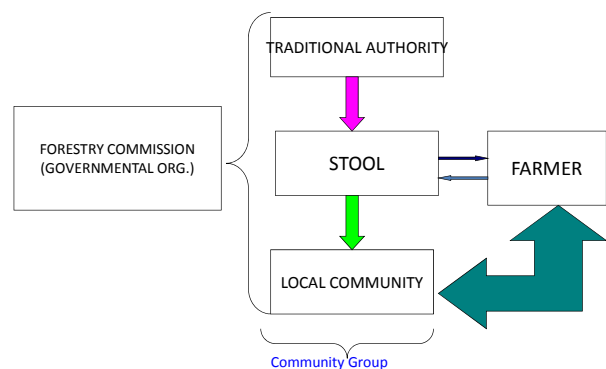 TRADITIONAL AUTHORITY
FORESTRY COMMISSION
(GOVERNMENTAL ORG.)
STOOL
FARMER
LOCAL COMMUNITY
Community Group